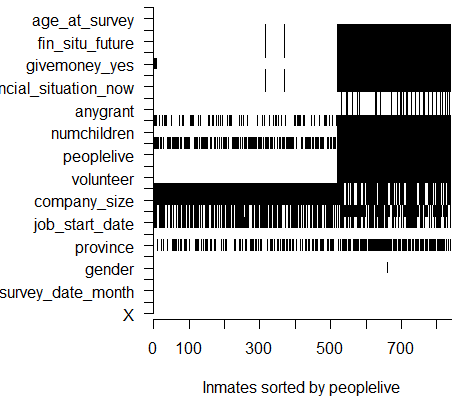 age_at_survey
fin_situ_future
givemoney_yes
ncial_situation_now
anygrant
numchildren
peoplelive
volunteer
company_size
job_start_date
province
gender
survey_date_month
X
0 100 300 500 700
Inmates sorted by peoplelive